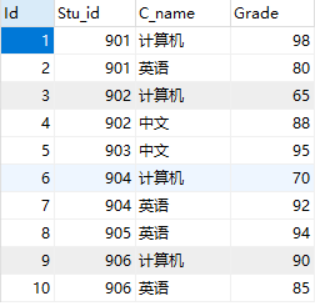 Id Stu_id C_name Grade
1 901 计算机 98
2 901 英语 80
3 902 计算机 65
4 902 中文 88
5 903 中文 95
6 904 计算机 70
7 904 英语 92
8 905 英语 94
9 906 计算机 90
10 906 英语 85